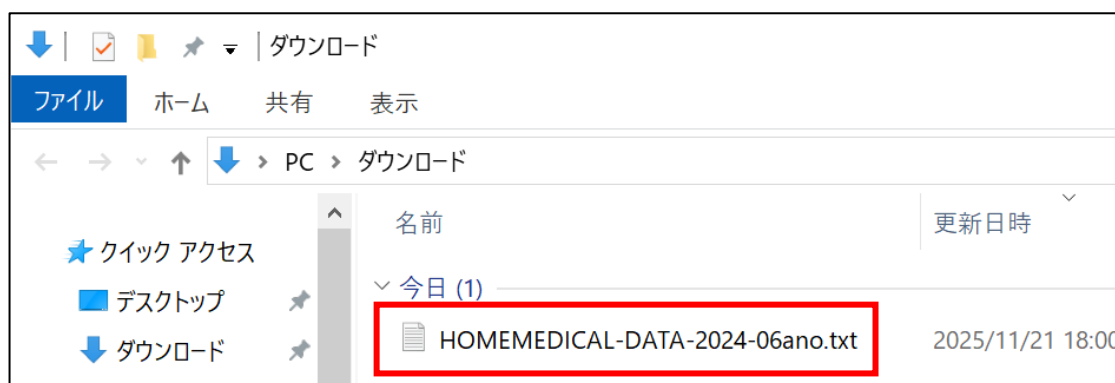 ダウンロード
ファイル ホーム 共有 表示
PC ダウンロード
名前 更新日時
クイック アクセス
今日 (1)
デスクトップ
HOMEMEDICAL-DATA-2024-06ano.txt 2025/11/21 18:00
ダウンロード